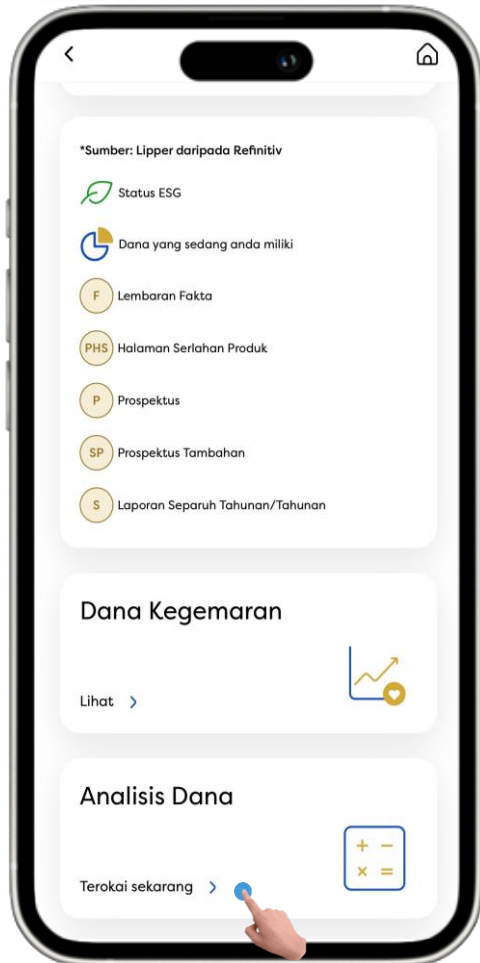 *Sumber: Lipper daripada Refinitiv
Status ESG
Dana yang sedang anda miliki
F Lembaran Fakta
PHS Halaman Serlahan Produk
P Prospektus
SP Prospektus Tambahan
S Laporan Separuh Tahunan/Tahunan
Dana Kegemaran
Lihat >
Analisis Dana
+ −
× =
Terokai sekarang >